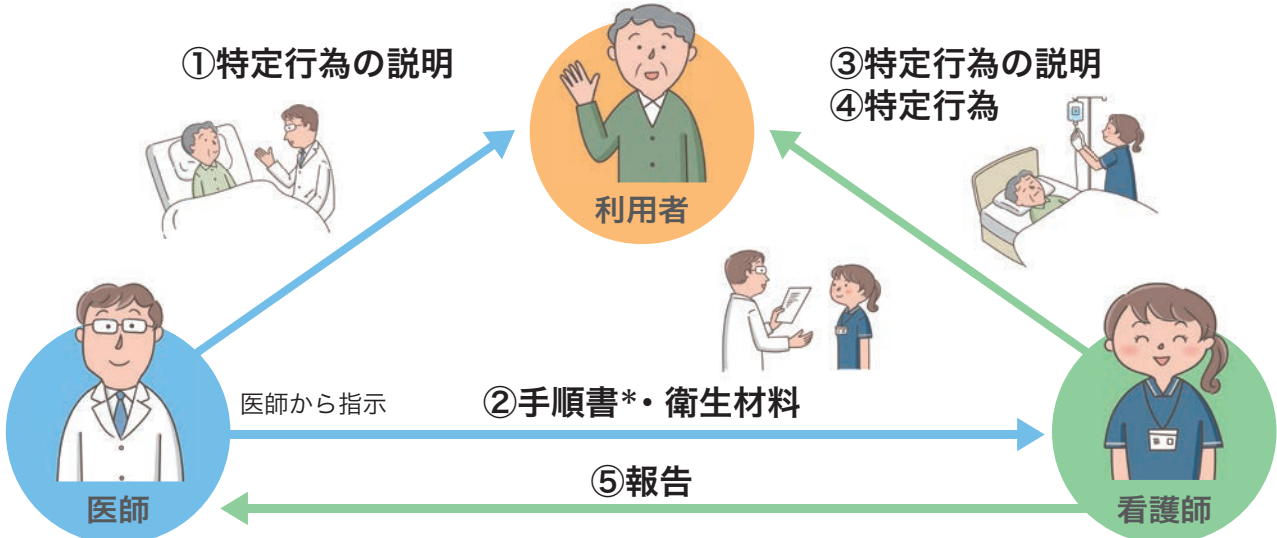 ①特定行為の説明
③特定行為の説明
④特定行為
利用者
医師から指示
②手順書*・衛生材料
⑤報告
医師
看護師